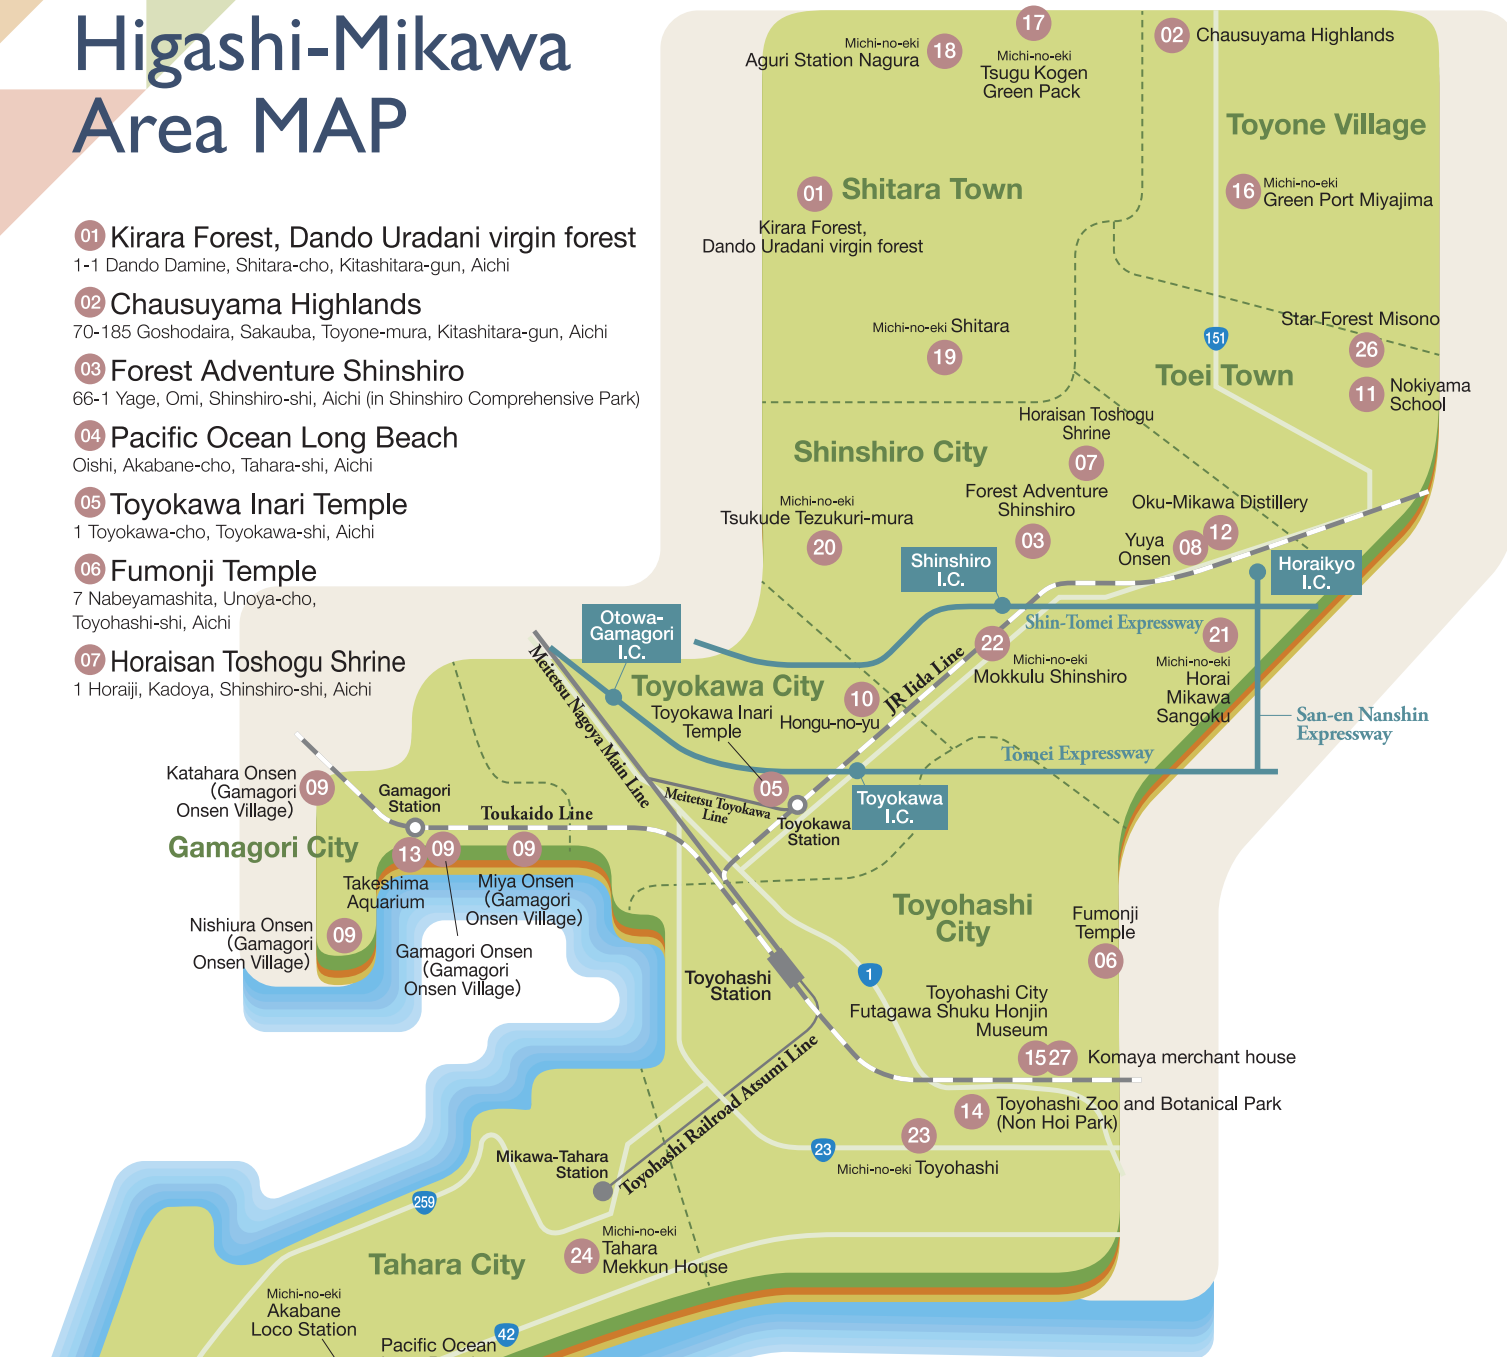 Higashi-Mikawa
Area MAP
01 Kirara Forest, Dando Uradani virgin forest
1-1 Dando Damine, Shitara-cho, Kitashitara-gun, Aichi
02 Chausuyama Highlands
70-185 Goshodaira, Sakauba, Toyone-mura, Kitashitara-gun, Aichi
03 Forest Adventure Shinshiro
66-1 Yage, Omi, Shinshiro-shi, Aichi (in Shinshiro Comprehensive Park)
04 Pacific Ocean Long Beach
Oishi, Akabane-cho, Tahara-shi, Aichi
05 Toyokawa Inari Temple
1 Toyokawa-cho, Toyokawa-shi, Aichi
06 Fumonji Temple
7 Nabeyamashita, Unoya-cho,
Toyohashi-shi, Aichi
07 Horaisan Toshogu Shrine
1 Horaiji, Kadoya, Shinshiro-shi, Aichi
Michi-no-eki
Aguri Station Nagura
18
17
Michi-no-eki
Tsugu Kogen
Green Pack
02 Chausuyama Highlands
Toyone Village
16
Michi-no-eki
Green Port Miyajima
01 Shitara Town
Kirara Forest,
Dando Uradani virgin forest
Michi-no-eki Shitara
19
151
Star Forest Misono
26
Toei Town
11
Nokiyama
School
Horaisan Toshogu
Shrine
07
Shinshiro City
Forest Adventure
Shinshiro
03
Michi-no-eki
Tsukude Tezukuri-mura
20
Oku-Mikawa Distillery
12
Yuya
Onsen
08
Shinshiro
I.C.
Horaikyo
I.C.
Otowa-
Gamagori
I.C.
Shin-Tomei Expressway
21
22
Michi-no-eki
Mokkulu Shinshiro
Michi-no-eki
Horai
Mikawa
Sangoku
Meitetsu Nagoya Main Line
Toyokawa City
JR Iida Line
10
Hongu-no-yu
Toyokawa Inari
Temple
San-en Nanshin
Expressway
Tomei Expressway
05
Meitetsu Toyokawa
Line
Toyokawa
I.C.
Toyokawa
Station
Katahara Onsen
(Gamagori
Onsen Village)
09
Gamagori
Station
Toukaido Line
Gamagori City
13
09
09
Takeshima
Aquarium
Miya Onsen
(Gamagori
Onsen Village)
Nishiura Onsen
(Gamagori
Onsen Village)
09
Gamagori Onsen
(Gamagori
Onsen Village)
Toyohashi
City
Fumonji
Temple
06
Toyohashi
Station
1
Toyohashi City
Futagawa Shuku Honjin
Museum
15 27 Komaya merchant house
14
Toyohashi Zoo and Botanical Park
(Non Hoi Park)
23
23
Michi-no-eki Toyohashi
Toyohashi Railroad Atsumi Line
Mikawa-Tahara
Station
259
Tahara City
24
Michi-no-eki
Tahara
Mekkun House
Michi-no-eki
Akabane
Loco Station
42
Pacific Ocean